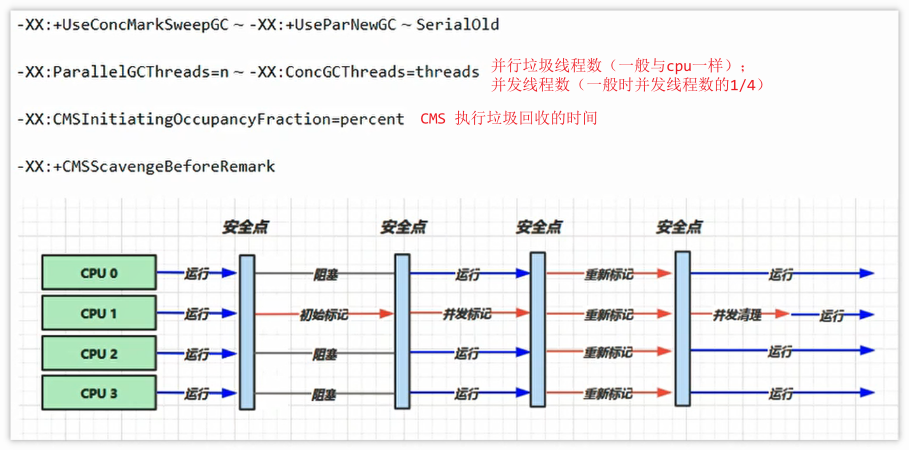 -XX:+UseConcMarkSweepGC ~ -XX:+UseParNewGC ~ SerialOld
-XX:ParallelGCThreads=n ~ -XX:ConcGCThreads=threads 并行垃圾线程数（一般与cpu一样）；
并发线程数（一般时并发线程数的1/4）
-XX:CMSInitiatingOccupancyFraction=percent CMS 执行垃圾回收的时间
-XX:+CMSScavengeBeforeRemark
安全点 安全点 安全点 安全点
CPU 0 运行 阻塞 运行 重新标记 运行
CPU 1 运行 初始标记 并发标记 重新标记 并发清理 运行
CPU 2 运行 阻塞 运行 重新标记 运行
CPU 3 运行 阻塞 运行 重新标记 运行